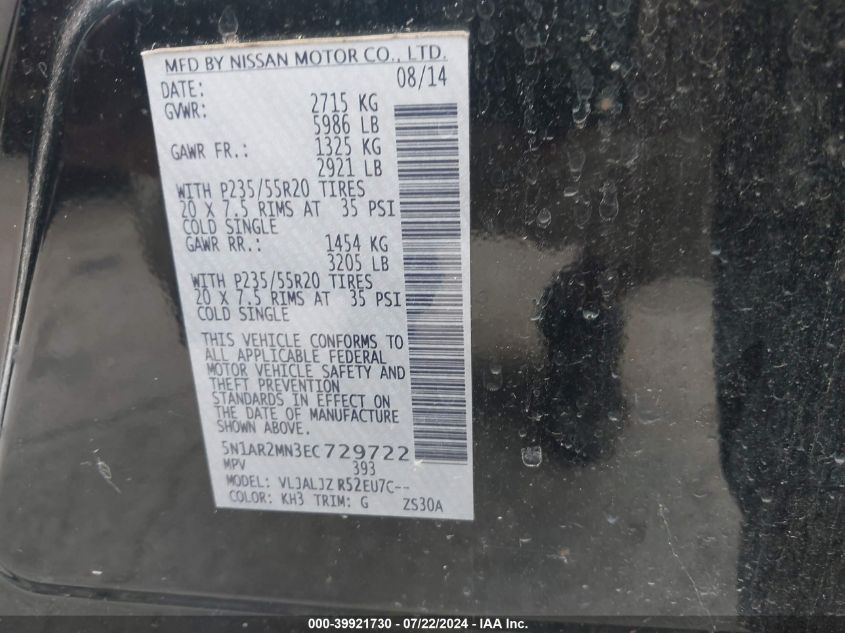 MFD BY NISSAN MOTOR CO., LTD.
DATE: 08/14
GVWR: 2715 KG
5986 LB
GAWR FR.: 1325 KG
2921 LB
WITH P235/55R20 TIRES
20 X 7.5 RIMS AT 35 PSI
COLD SINGLE
GAWR RR.: 1454 KG
3205 LB
WITH P235/55R20 TIRES
20 X 7.5 RIMS AT 35 PSI
COLD SINGLE
THIS VEHICLE CONFORMS TO
ALL APPLICABLE FEDERAL
MOTOR VEHICLE SAFETY AND
THEFT PREVENTION
STANDARDS IN EFFECT ON
THE DATE OF MANUFACTURE
SHOWN ABOVE.
5N1AR2MN3EC729722
MPV 393
MODEL: VLJALJZ R52EU7C--
COLOR: KH3 TRIM: G ZS30A
000-39921730 - 07/22/2024 - IAA Inc.